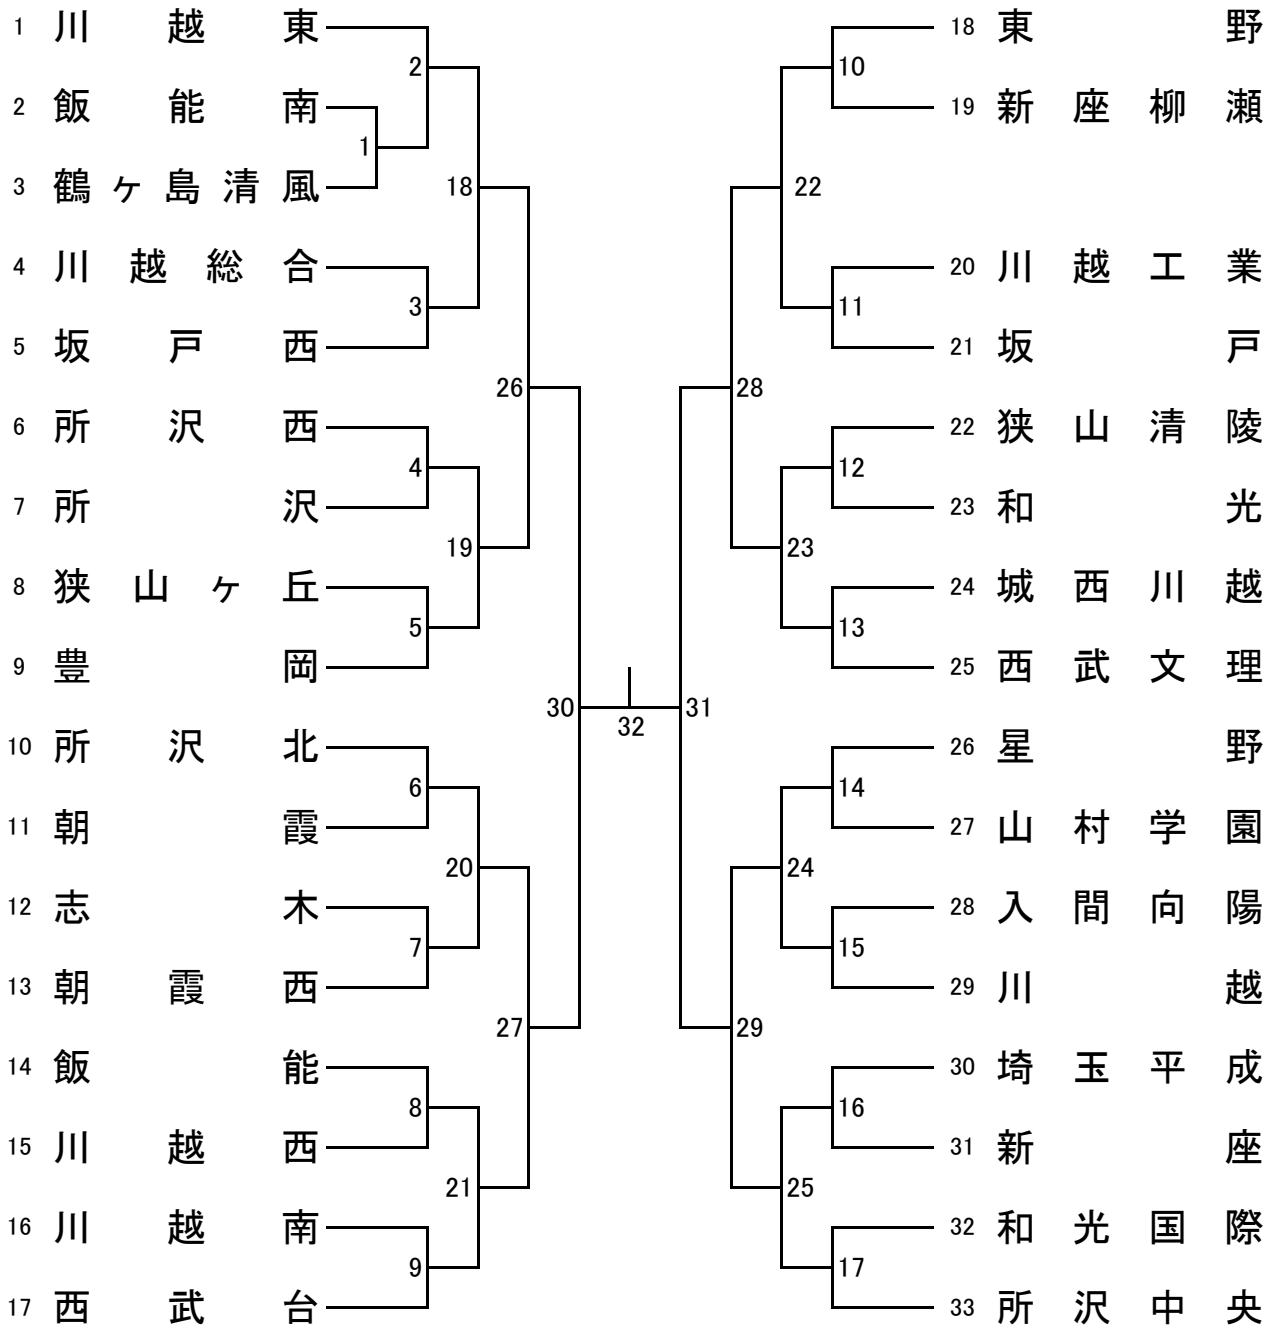 1 川越東
2 飯能南
3 鶴ヶ島清風
4 川越総合
5 坂戸西
6 所沢西
7 所沢
8 狭山ヶ丘
9 豊岡
10 所沢北
11 朝霞
12 志木
13 朝霞西
14 飯能
15 川越西
16 川越南
17 西武台
2
1
18
3
26
4
19
5
30
6
20
7
27
8
21
9
32
10
22
11
28
12
23
13
31
14
24
15
29
16
25
17
18 東野
19 新座柳瀬
20 川越工業
21 坂戸
22 狭山清陵
23 和光
24 城西川越
25 西武文理
26 星野
27 山村学園
28 入間向陽
29 川越
30 埼玉平成
31 新座
32 和光国際
33 所沢中央